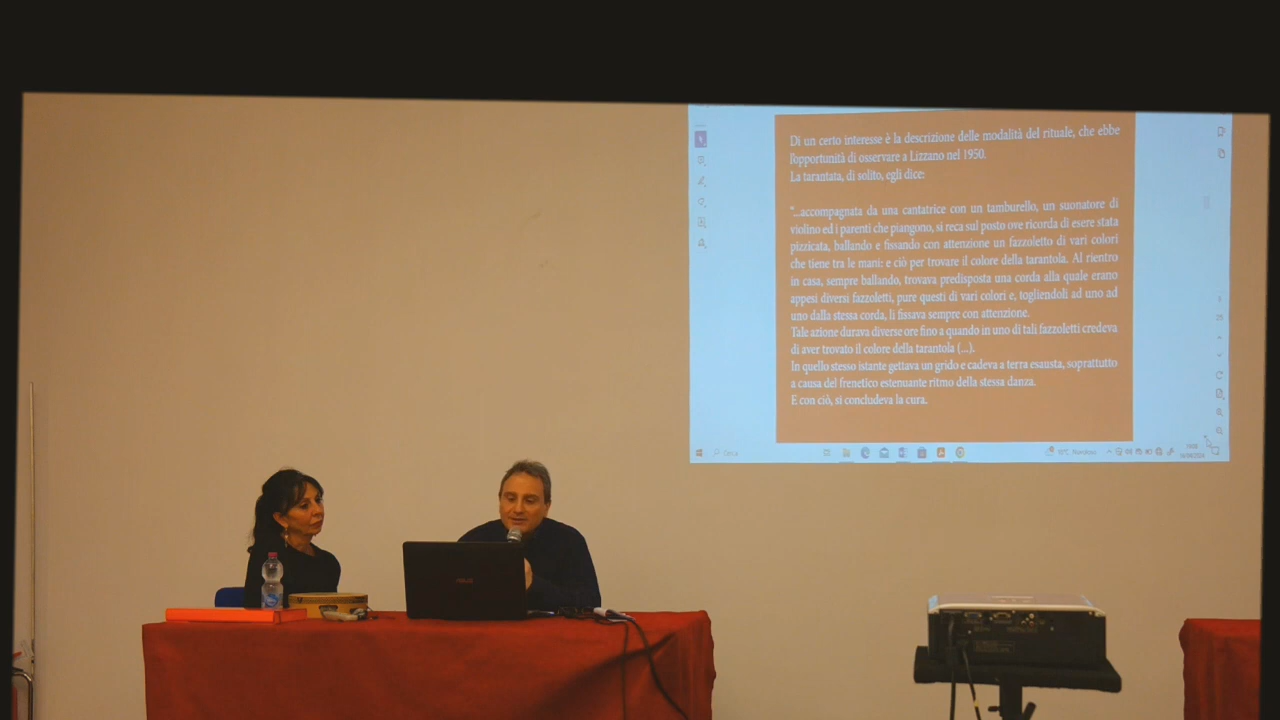 Di un certo interesse è la descrizione delle modalità del rituale, che ebbe
l'opportunità di osservare a Lizzano nel 1950.
La tarantata, di solito, egli dice:
"...accompagnata da una cantatrice con un tamburello, un suonatore di
violino ed i parenti che piangono, si reca sul posto ove ricorda di esere stata
pizzicata, ballando e fissando con attenzione un fazzoletto di vari colori
che tiene tra le mani: e ciò per trovare il colore della tarantola. Al rientro
in casa, sempre ballando, trovava predisposta una corda alla quale erano
appesi diversi fazzoletti, pure questi di vari colori e, togliendoli ad uno ad
uno dalla stessa corda, li fissava sempre con attenzione.
Tale azione durava diverse ore fino a quando in uno di tali fazzoletti credeva
di aver trovato il colore della tarantola (...).
In quello stesso istante gettava un grido e cadeva a terra esausta, soprattutto
a causa del frenetico estenuante ritmo della stessa danza.
E con ciò, si concludeva la cura.
Cerca
ASUS